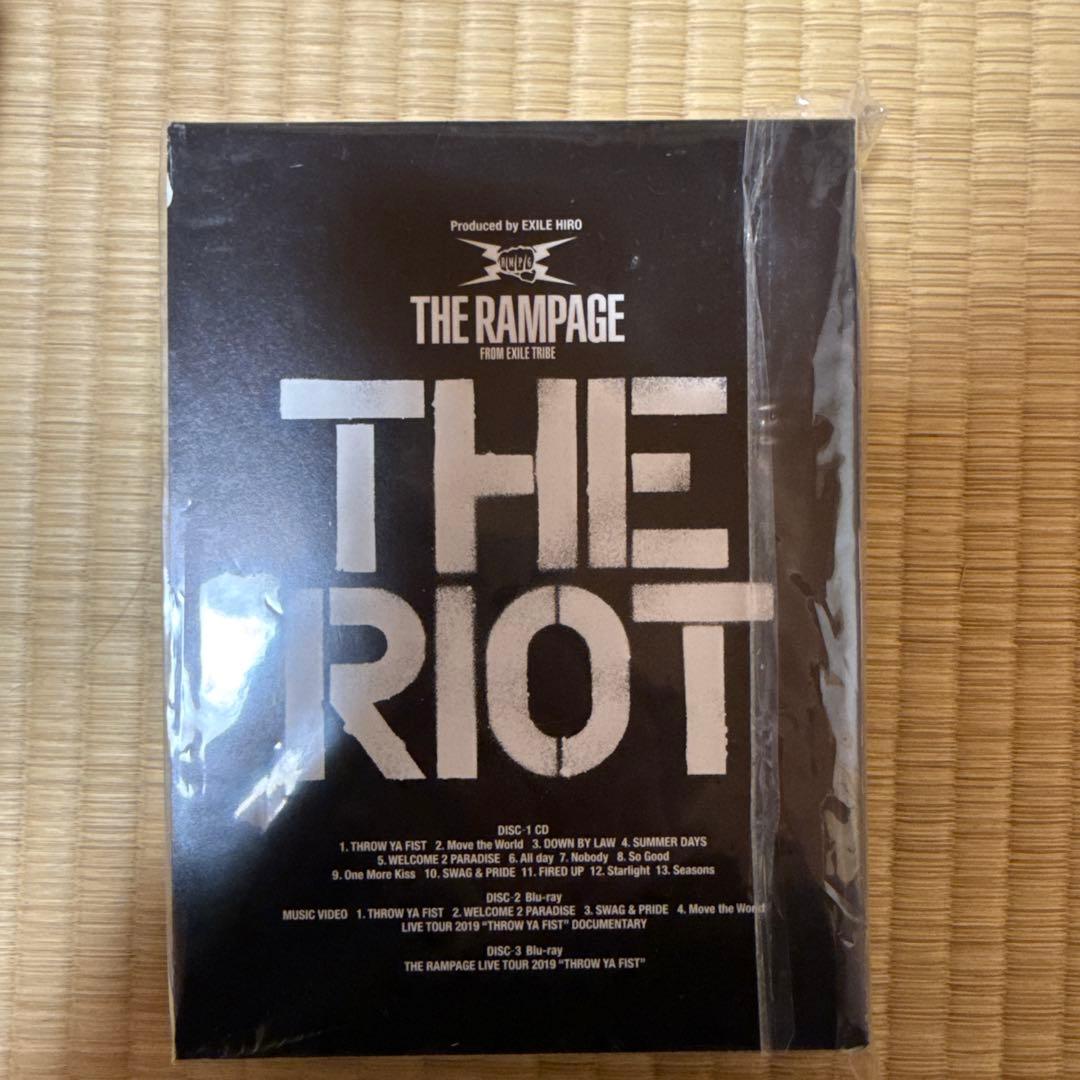 Produced by EXILE HIRO
R M P G
THE RAMPAGE
FROM EXILE TRIBE
THE
RIOT
DISC-1 CD
1. THROW YA FIST 2. Move the World 3. DOWN BY LAW 4. SUMMER DAYS
5. WELCOME 2 PARADISE 6. All day 7. Nobody 8. So Good
9. One More Kiss 10. SWAG & PRIDE 11. FIRED UP 12. Starlight 13. Seasons
DISC-2 Blu-ray
MUSIC VIDEO 1. THROW YA FIST 2. WELCOME 2 PARADISE 3. SWAG & PRIDE 4. Move the World
LIVE TOUR 2019 "THROW YA FIST" DOCUMENTARY
DISC-3 Blu-ray
THE RAMPAGE LIVE TOUR 2019 "THROW YA FIST"